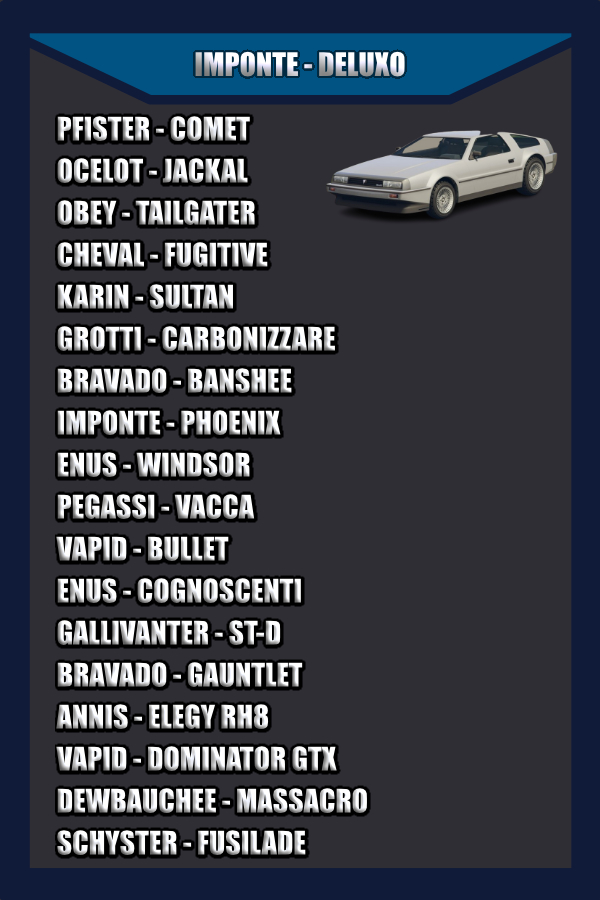 IMPONTE - DELUXO
PFISTER - COMET
OCELOT - JACKAL
OBEY - TAILGATER
CHEVAL - FUGITIVE
KARIN - SULTAN
GROTTI - CARBONIZZARE
BRAVADO - BANSHEE
IMPONTE - PHOENIX
ENUS - WINDSOR
PEGASSI - VACCA
VAPID - BULLET
ENUS - COGNOSCENTI
GALLIVANTER - ST-D
BRAVADO - GAUNTLET
ANNIS - ELEGY RH8
VAPID - DOMINATOR GTX
DEWBAUCHEE - MASSACRO
SCHYSTER - FUSILADE